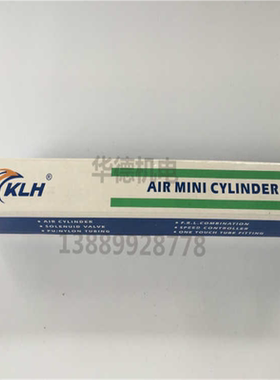 华德机电
KLH
AIR MINI CYLINDER
• AIR CYLINDER
• SOLENOID VALVE
• PU/NYLON TUBING
• F.R.L COMBINATION
• SPEED CONTROLLER
• ONE TOUCH TUBE FITTING
13889928778